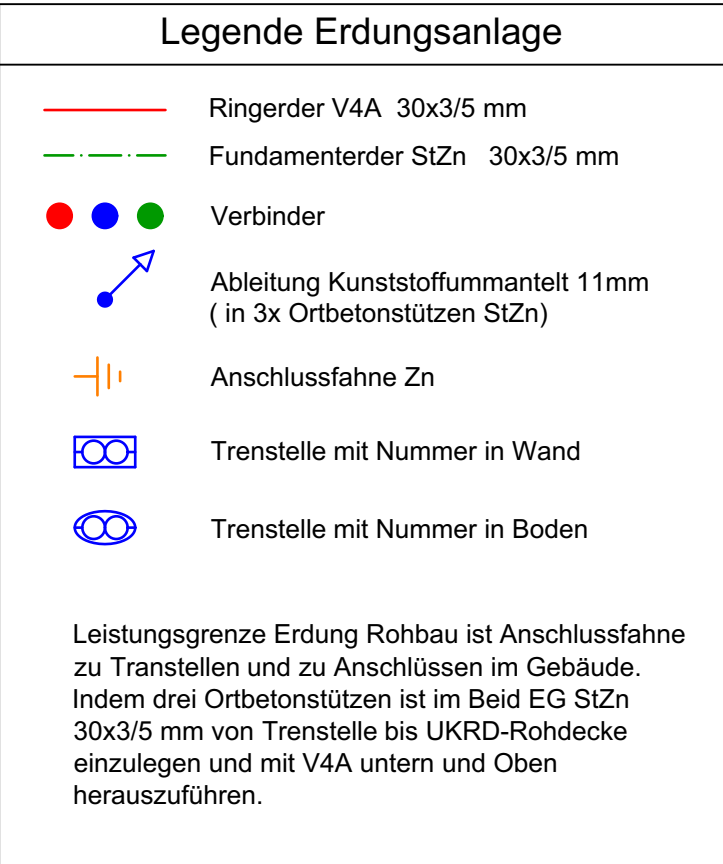 Legende Erdungsanlage
Ringerder V4A 30x3/5 mm
Fundamenterder StZn 30x3/5 mm
Verbinder
Ableitung Kunststoffummantelt 11mm
( in 3x Ortbetonstützen StZn)
Anschlussfahne Zn
Trenstelle mit Nummer in Wand
Trenstelle mit Nummer in Boden
Leistungsgrenze Erdung Rohbau ist Anschlussfahne
zu Transtellen und zu Anschlüssen im Gebäude.
Indem drei Ortbetonstützen ist im Beid EG StZn
30x3/5 mm von Trenstelle bis UKRD-Rohdecke
einzulegen und mit V4A untern und Oben
herauszuführen.